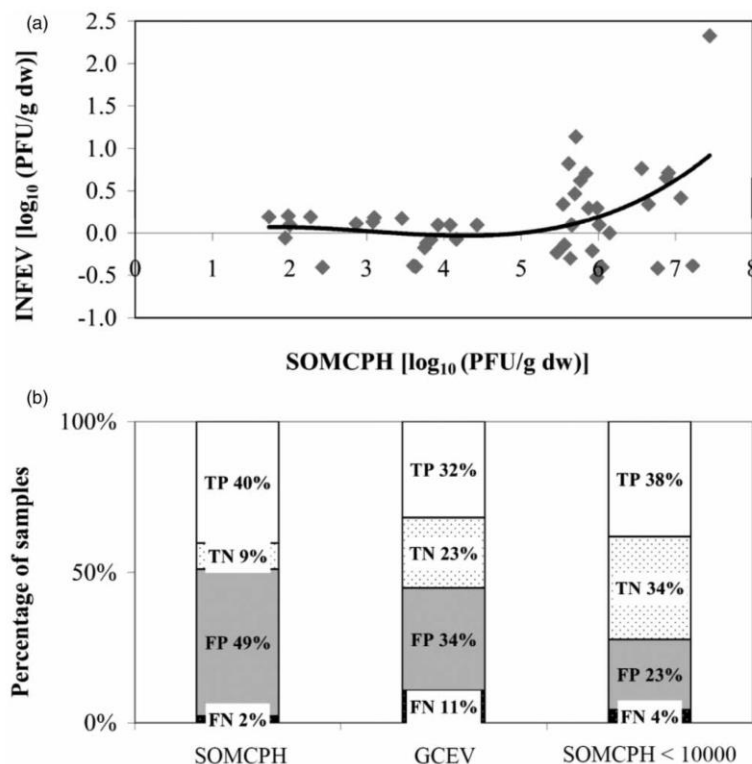 (a)
2.5
2.0
1.5
1.0
0.5
0.0
-0.5
-1.0
0 1 2 3 4 5 6 7 8
INFEV [log10 (PFU/g dw)]
SOMCPH [log10 (PFU/g dw)]
(b)
100%
50%
0%
Percentage of samples
TP 40%
TN 9%
FP 49%
FN 2%
TP 32%
TN 23%
FP 34%
FN 11%
TP 38%
TN 34%
FP 23%
FN 4%
SOMCPH GCEV SOMCPH < 10000